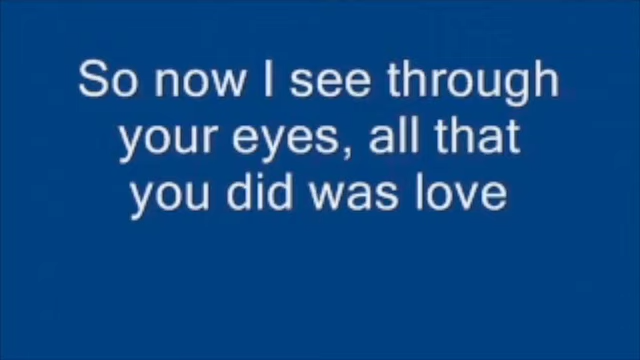 So now I see through
your eyes, all that
you did was love